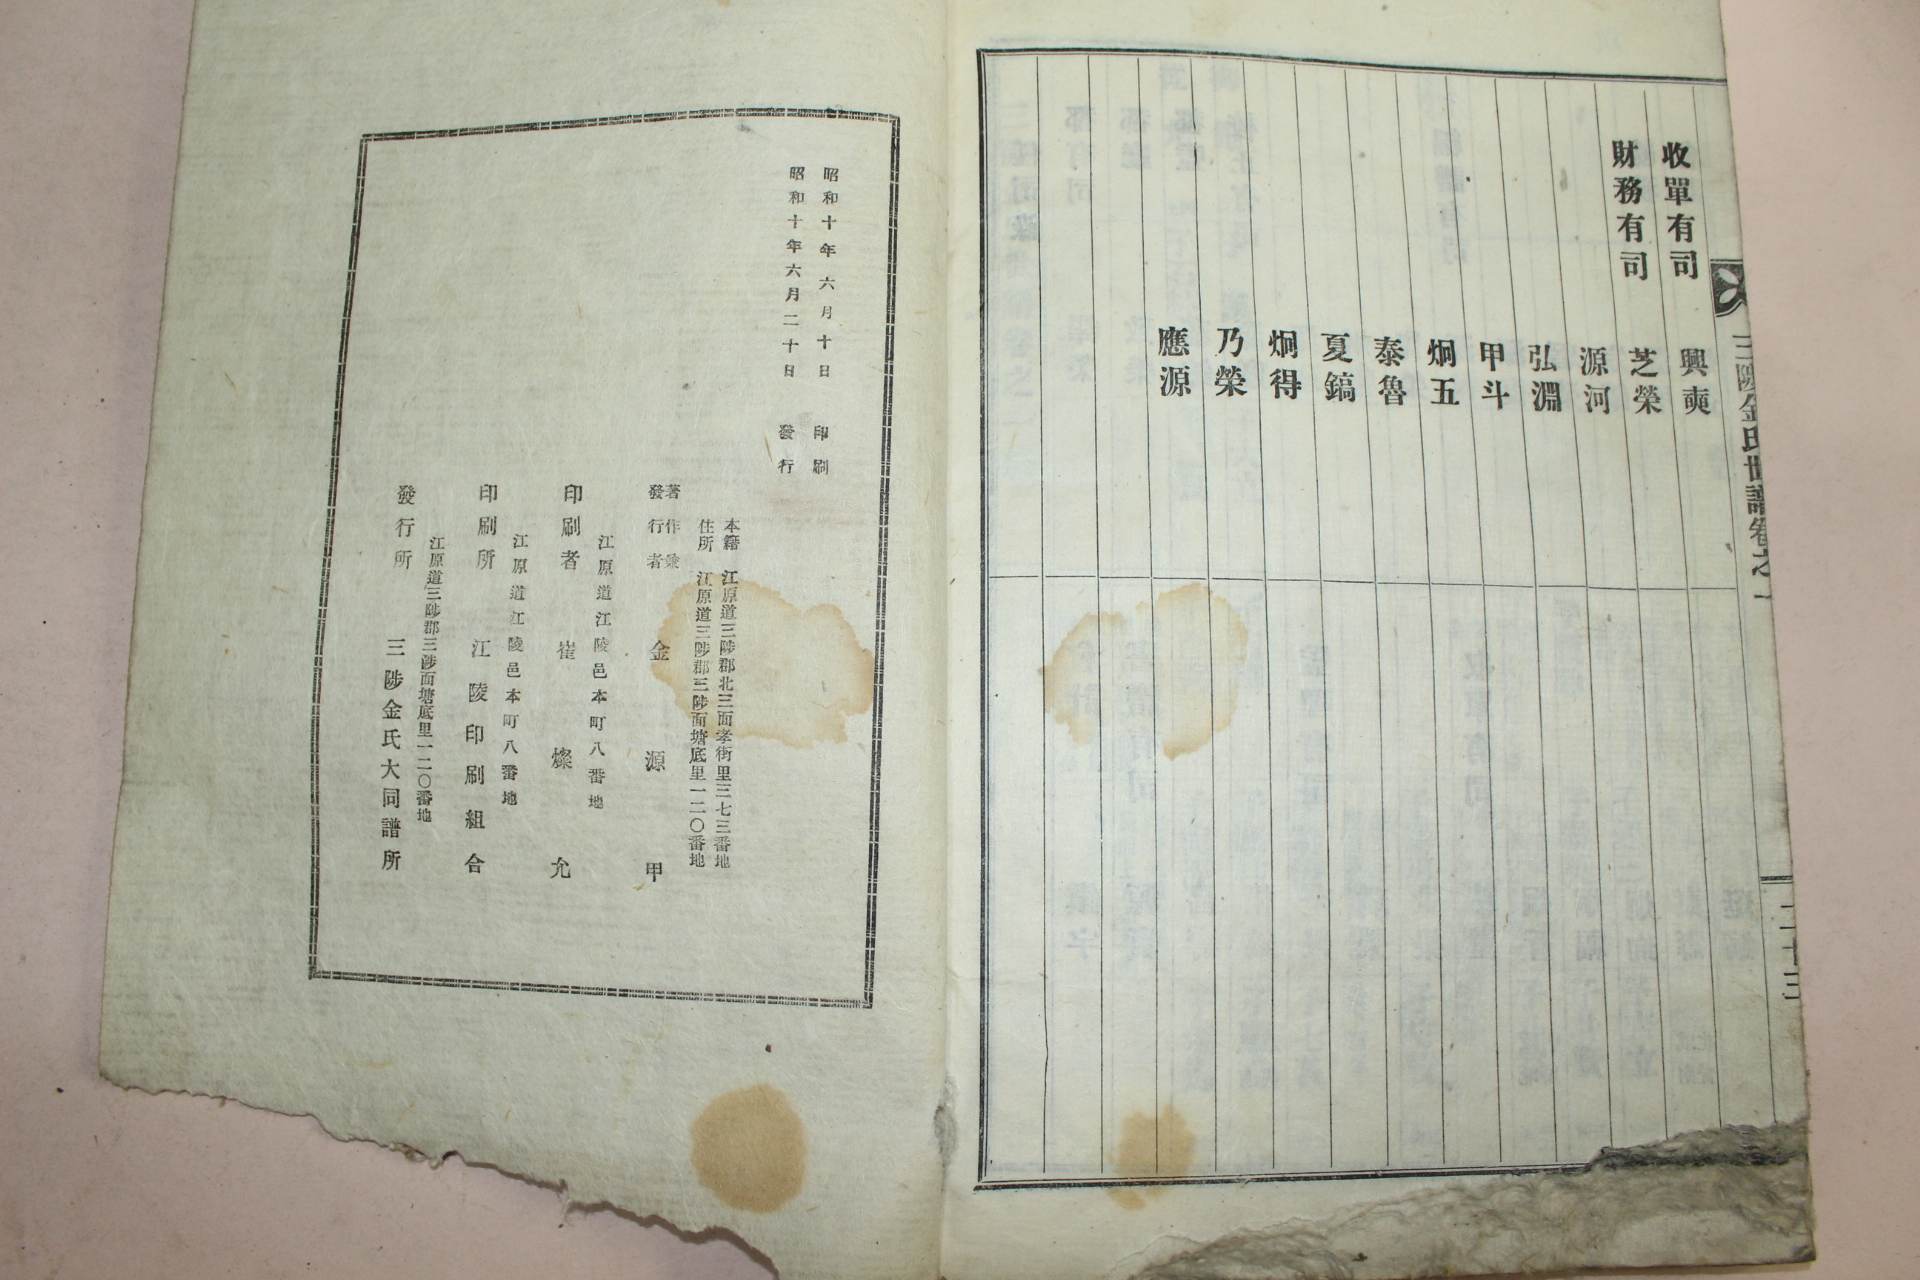 三陟金氏世譜卷之一
二十三
收單有司 興奭
財務有司 芝榮
源河
弘淵
甲斗
炯五
泰魯
夏鎬
炯得
乃榮
應源
昭和十年六月十日 印刷
昭和十年六月二十日 發行
本籍 江原道三陟郡北三面孝街里三七三番地
住所 江原道三陟郡三陟面塘底里一二〇番地
著作兼發行者 金源甲
江原道江陵邑本町八番地
印刷者 崔燦允
江原道江陵邑本町八番地
印刷所 江陵印刷組合
江原道三陟郡三陟面塘底里一二〇番地
發行所 三陟金氏大同譜所